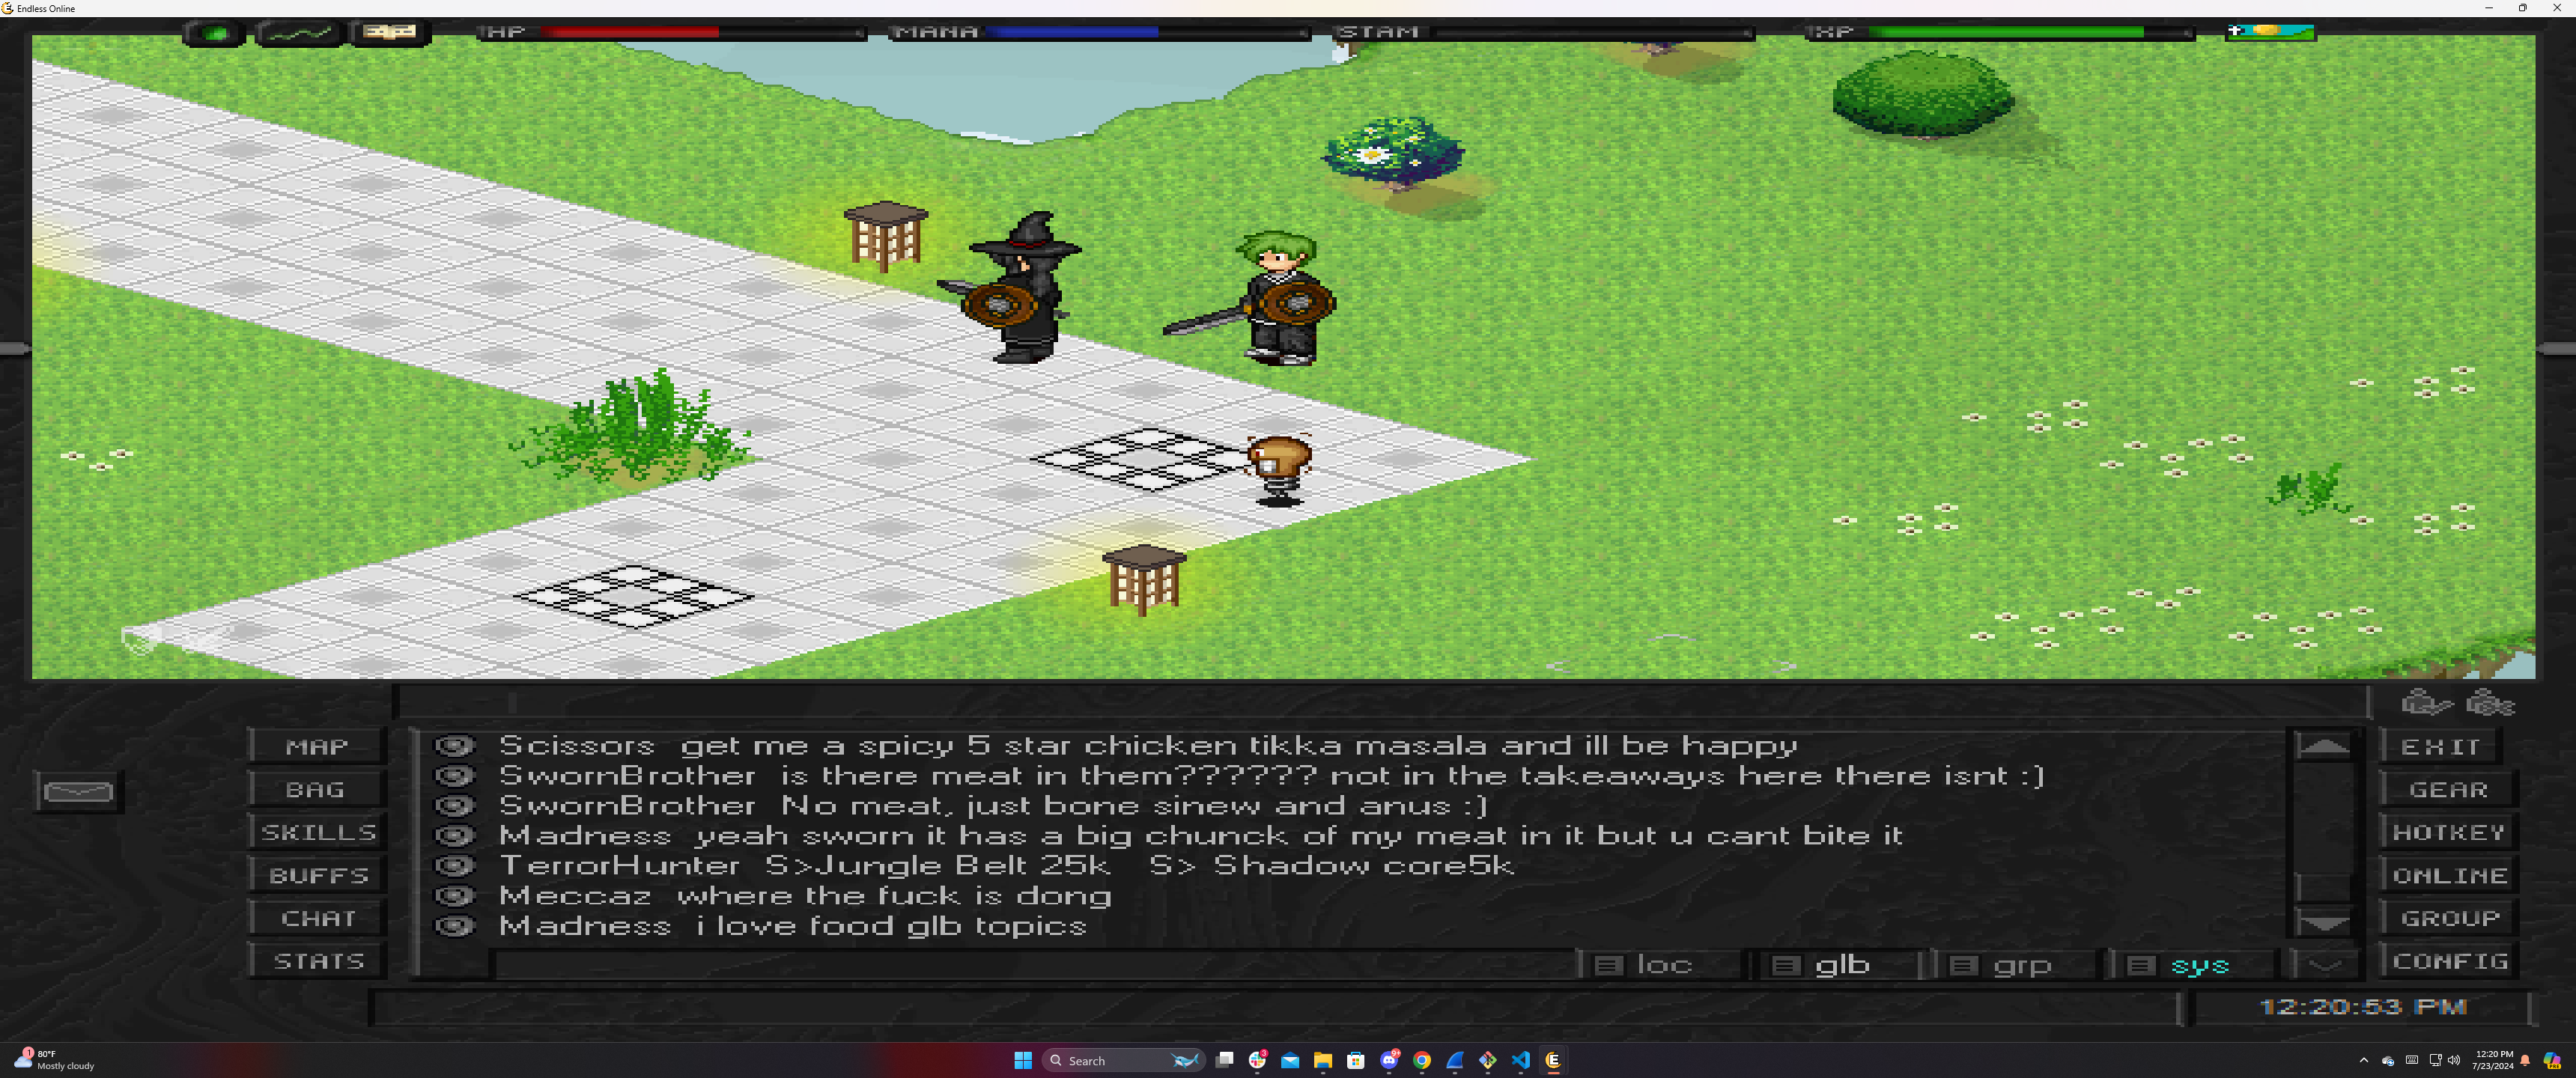 Endless Online
HP MANA STAM XP
MAP
BAG
SKILLS
BUFFS
CHAT
STATS
Scissors get me a spicy 5 star chicken tikka masala and ill be happy
SwornBrother is there meat in them?????? not in the takeaways here there isnt :)
SwornBrother No meat, just bone sinew and anus :)
Madness yeah sworn it has a big chunck of my meat in it but u cant bite it
TerrorHunter S>Jungle Belt 25k S> Shadow core5k
Meccaz where the fuck is dong
Madness i love food glb topics
loc glb grp sys
EXIT
GEAR
HOTKEY
ONLINE
GROUP
CONFIG
12:20:53 PM
1
80°F
Mostly cloudy
Search
3
9+
12:20 PM
7/23/2024